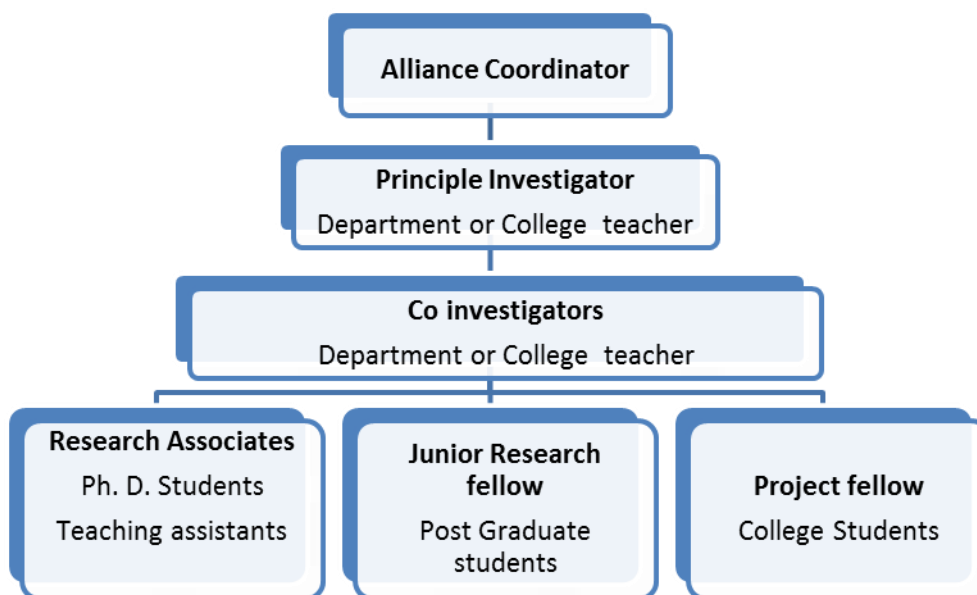 Alliance Coordinator
Principle Investigator
Department or College teacher
Co investigators
Department or College teacher
Research Associates
Ph. D. Students
Teaching assistants
Junior Research
fellow
Post Graduate
students
Project fellow
College Students